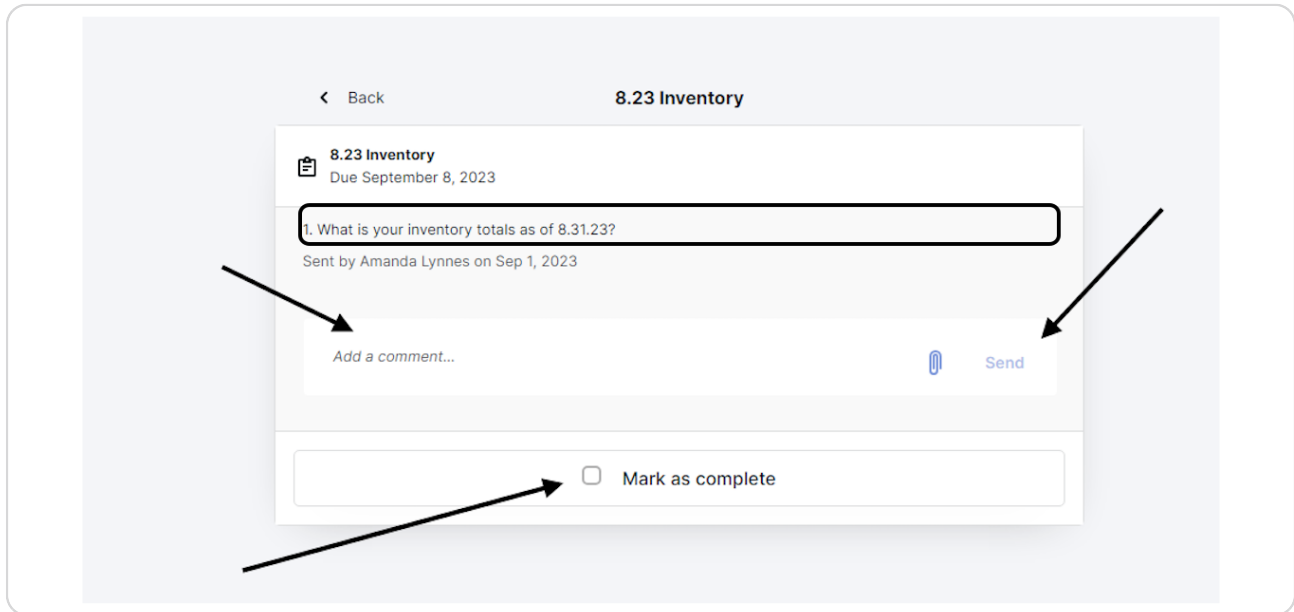 Back
8.23 Inventory
8.23 Inventory
Due September 8, 2023
1. What is your inventory totals as of 8.31.23?
Sent by Amanda Lynnes on Sep 1, 2023
Add a comment...
Send
Mark as complete